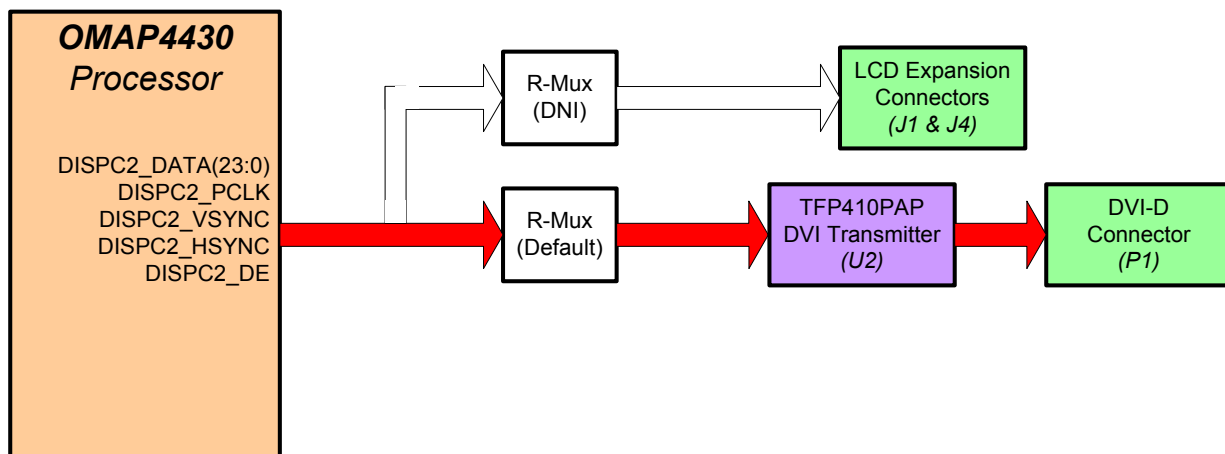 OMAP4430
Processor
DISPC2_DATA(23:0)
DISPC2_PCLK
DISPC2_VSYNC
DISPC2_HSYNC
DISPC2_DE
R-Mux
(DNI)
LCD Expansion
Connectors
(J1 & J4)
R-Mux
(Default)
TFP410PAP
DVI Transmitter
(U2)
DVI-D
Connector
(P1)